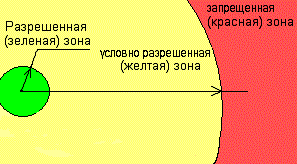 Разрешенная
(зеленая) зона
условно разрешенная
(желтая) зона
запрещенная
(красная) зона